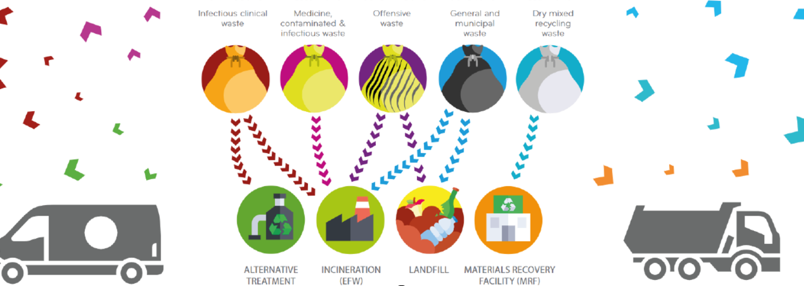 Infectious clinical
waste
Medicine,
contaminated &
infectious waste
Offensive
waste
General and
municipal
waste
Dry mixed
recycling
waste
ALTERNATIVE
TREATMENT
INCINERATION
(EFW)
LANDFILL
MATERIALS RECOVERY
FACILITY (MRF)